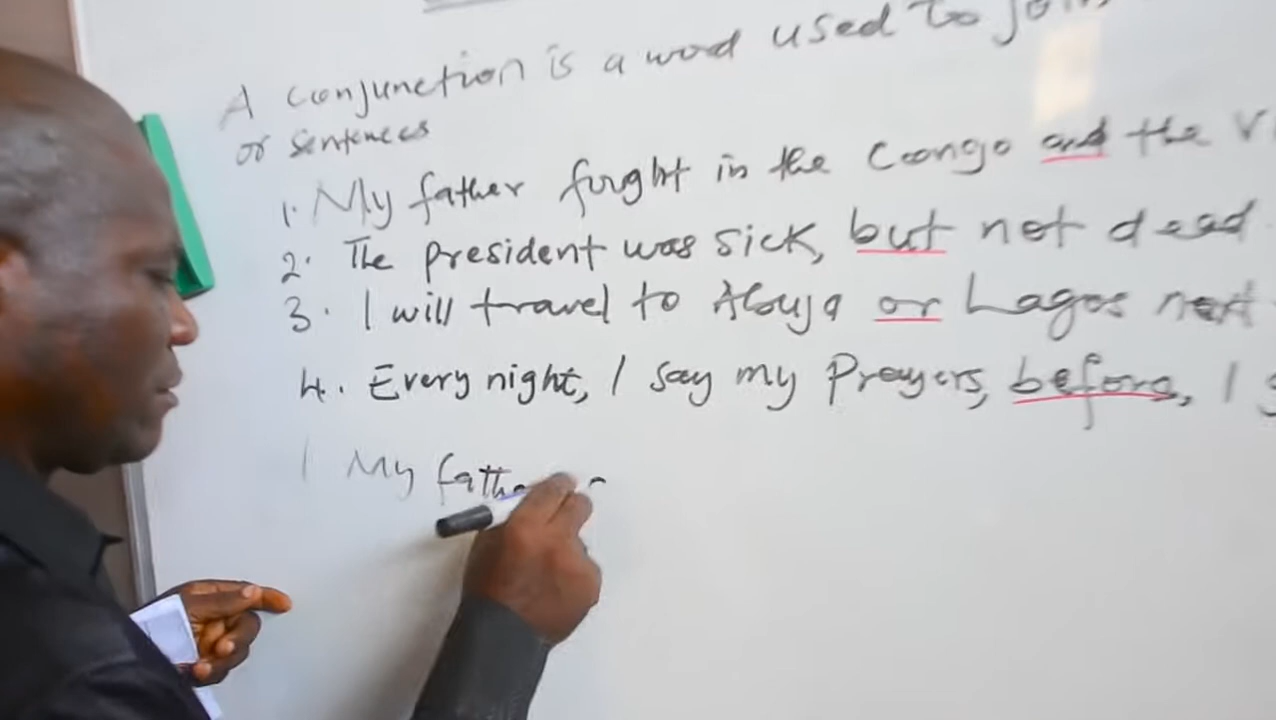 A conjunction is a word used to join
or sentences
1. My father fought in the Congo and the
2. The president was sick, but not dead.
3. I will travel to Abuja or Lagos next
4. Every night, I say my prayers, before, I
1 My